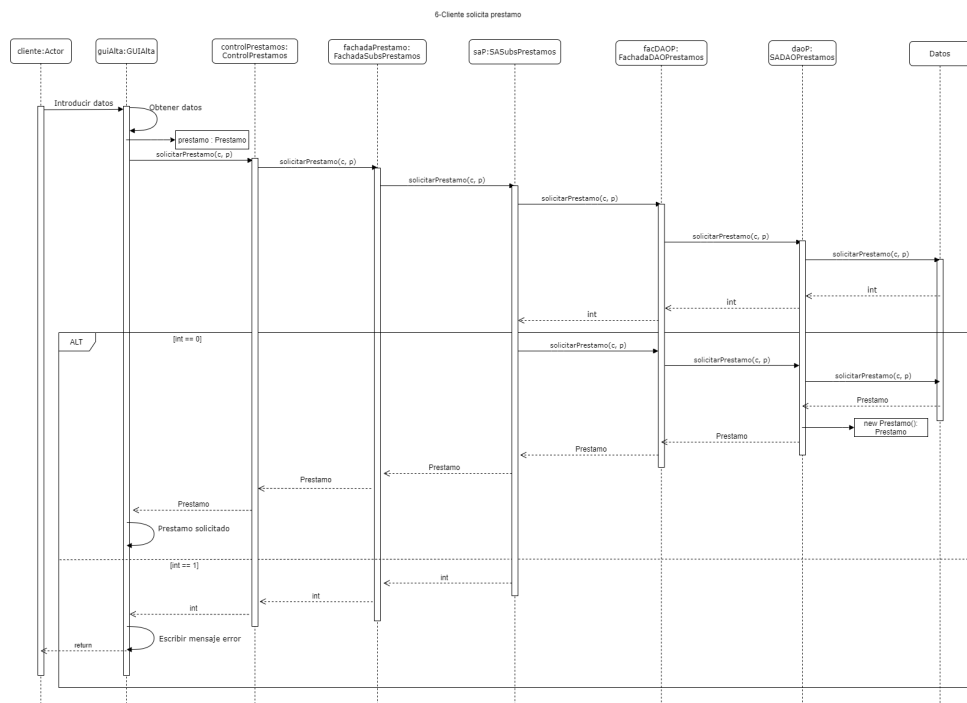 6-Cliente solicita prestamo
cliente:Actor
guiAlta:GUIAlta
controlPrestamos:
ControlPrestamos
fachadaPrestamo:
FachadaSubsPrestamos
saP:SASubsPrestamos
facDAOP:
FachadaDAOPrestamos
daoP:
SADAOPrestamos
Datos
Introducir datos
Obtener datos
prestamo : Prestamo
solicitarPrestamo(c, p)
solicitarPrestamo(c, p)
solicitarPrestamo(c, p)
solicitarPrestamo(c, p)
solicitarPrestamo(c, p)
solicitarPrestamo(c, p)
int
int
int
ALT
[int == 0]
solicitarPrestamo(c, p)
solicitarPrestamo(c, p)
solicitarPrestamo(c, p)
Prestamo
new Prestamo():
Prestamo
Prestamo
Prestamo
Prestamo
Prestamo
Prestamo
Prestamo solicitado
[int == 1]
int
int
int
Escribir mensaje error
return